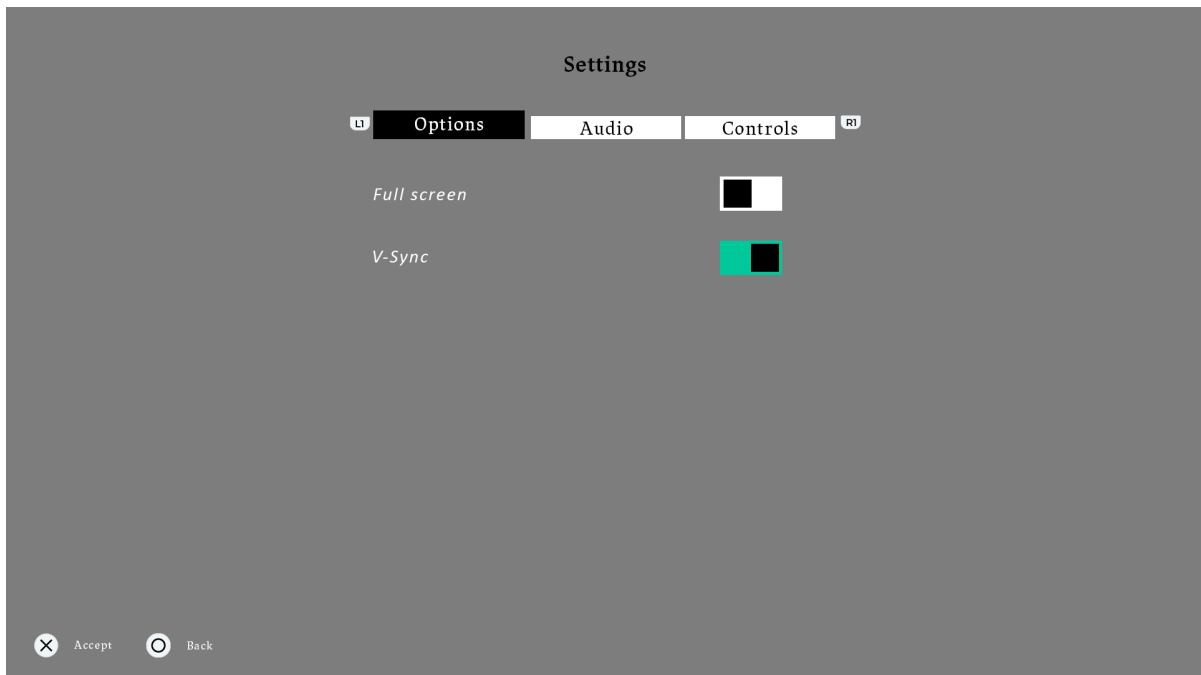 Settings
L1 Options Audio Controls R1
Full screen
V-Sync
Accept Back